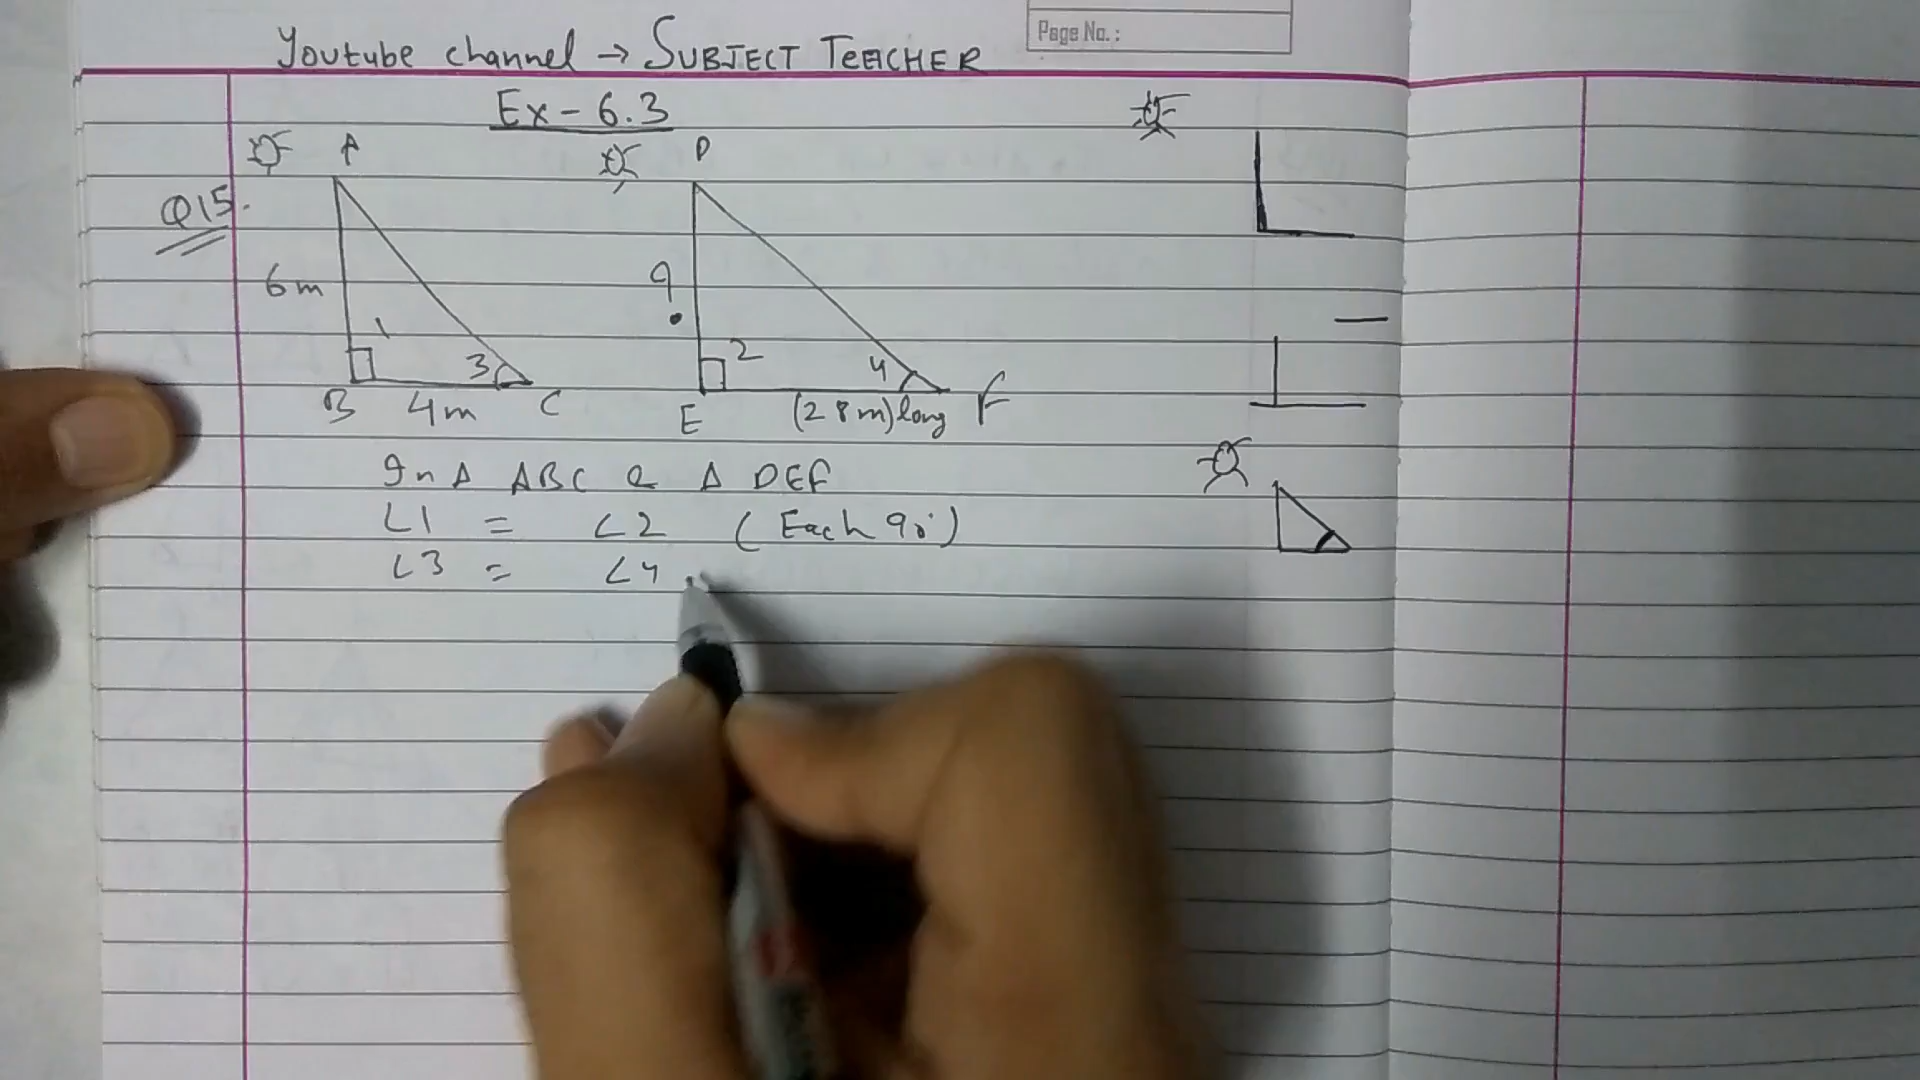 Page No.:
Youtube channel → SUBJECT TEACHER
Ex - 6.3
A
D
Q15.
6m
?
1
3
2
4
B 4m C
E (28m) long F
In Δ ABC & Δ DEF
∠1 = ∠2 (Each 90°)
∠3 = ∠4